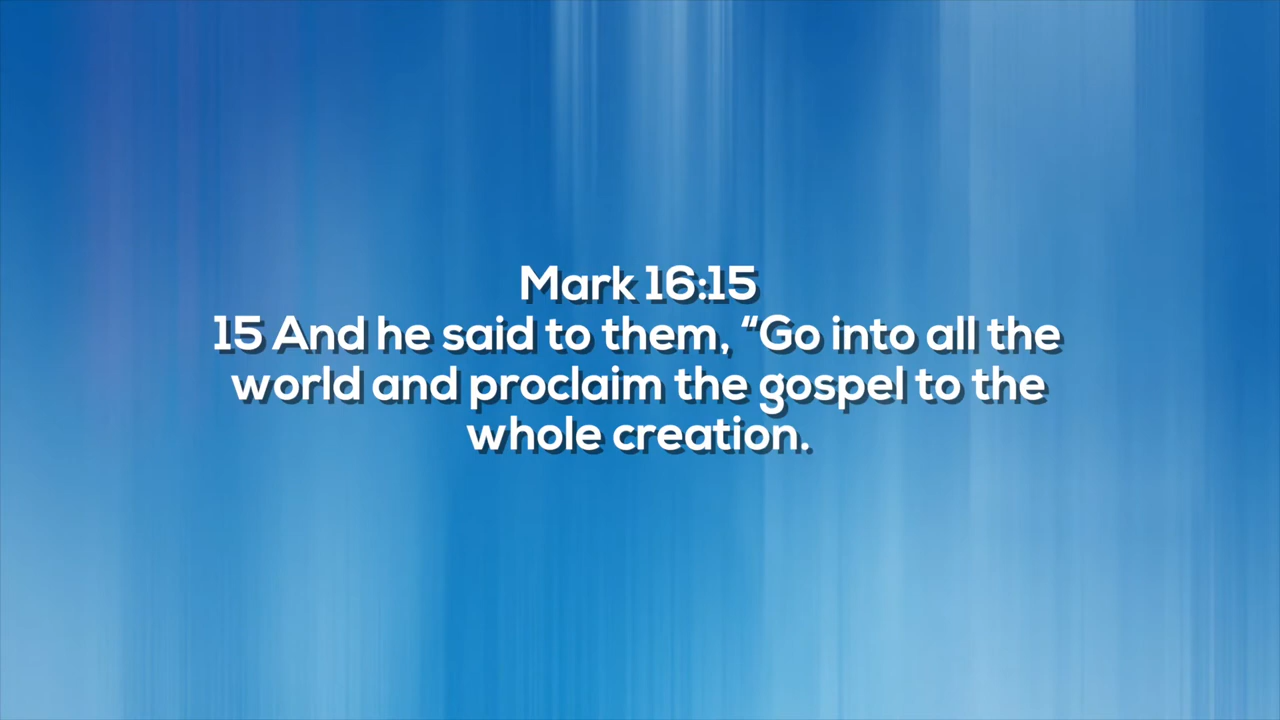 Mark 16:15
15 And he said to them, “Go into all the
world and proclaim the gospel to the
whole creation.